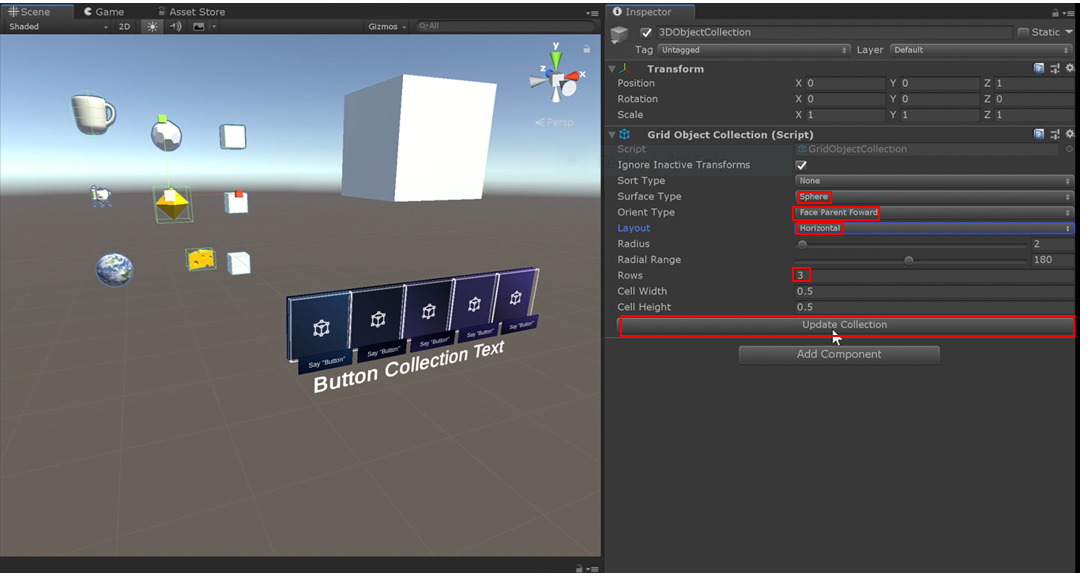 Scene Game Asset Store
Shaded 2D Gizmos All
y
z x
Persp
Say "Button" Say "Button" Say "Button" Say "Button" Say "Button"
Button Collection Text
Inspector
3DObjectCollection Static
Tag Untagged Layer Default
Transform
Position X 0 Y 0 Z 1
Rotation X 0 Y 0 Z 0
Scale X 1 Y 1 Z 1
Grid Object Collection (Script)
Script GridObjectCollection
Ignore Inactive Transforms
Sort Type None
Surface Type Sphere
Orient Type Face Parent Foward
Layout Horizontal
Radius 2
Radial Range 180
Rows 3
Cell Width 0.5
Cell Height 0.5
Update Collection
Add Component